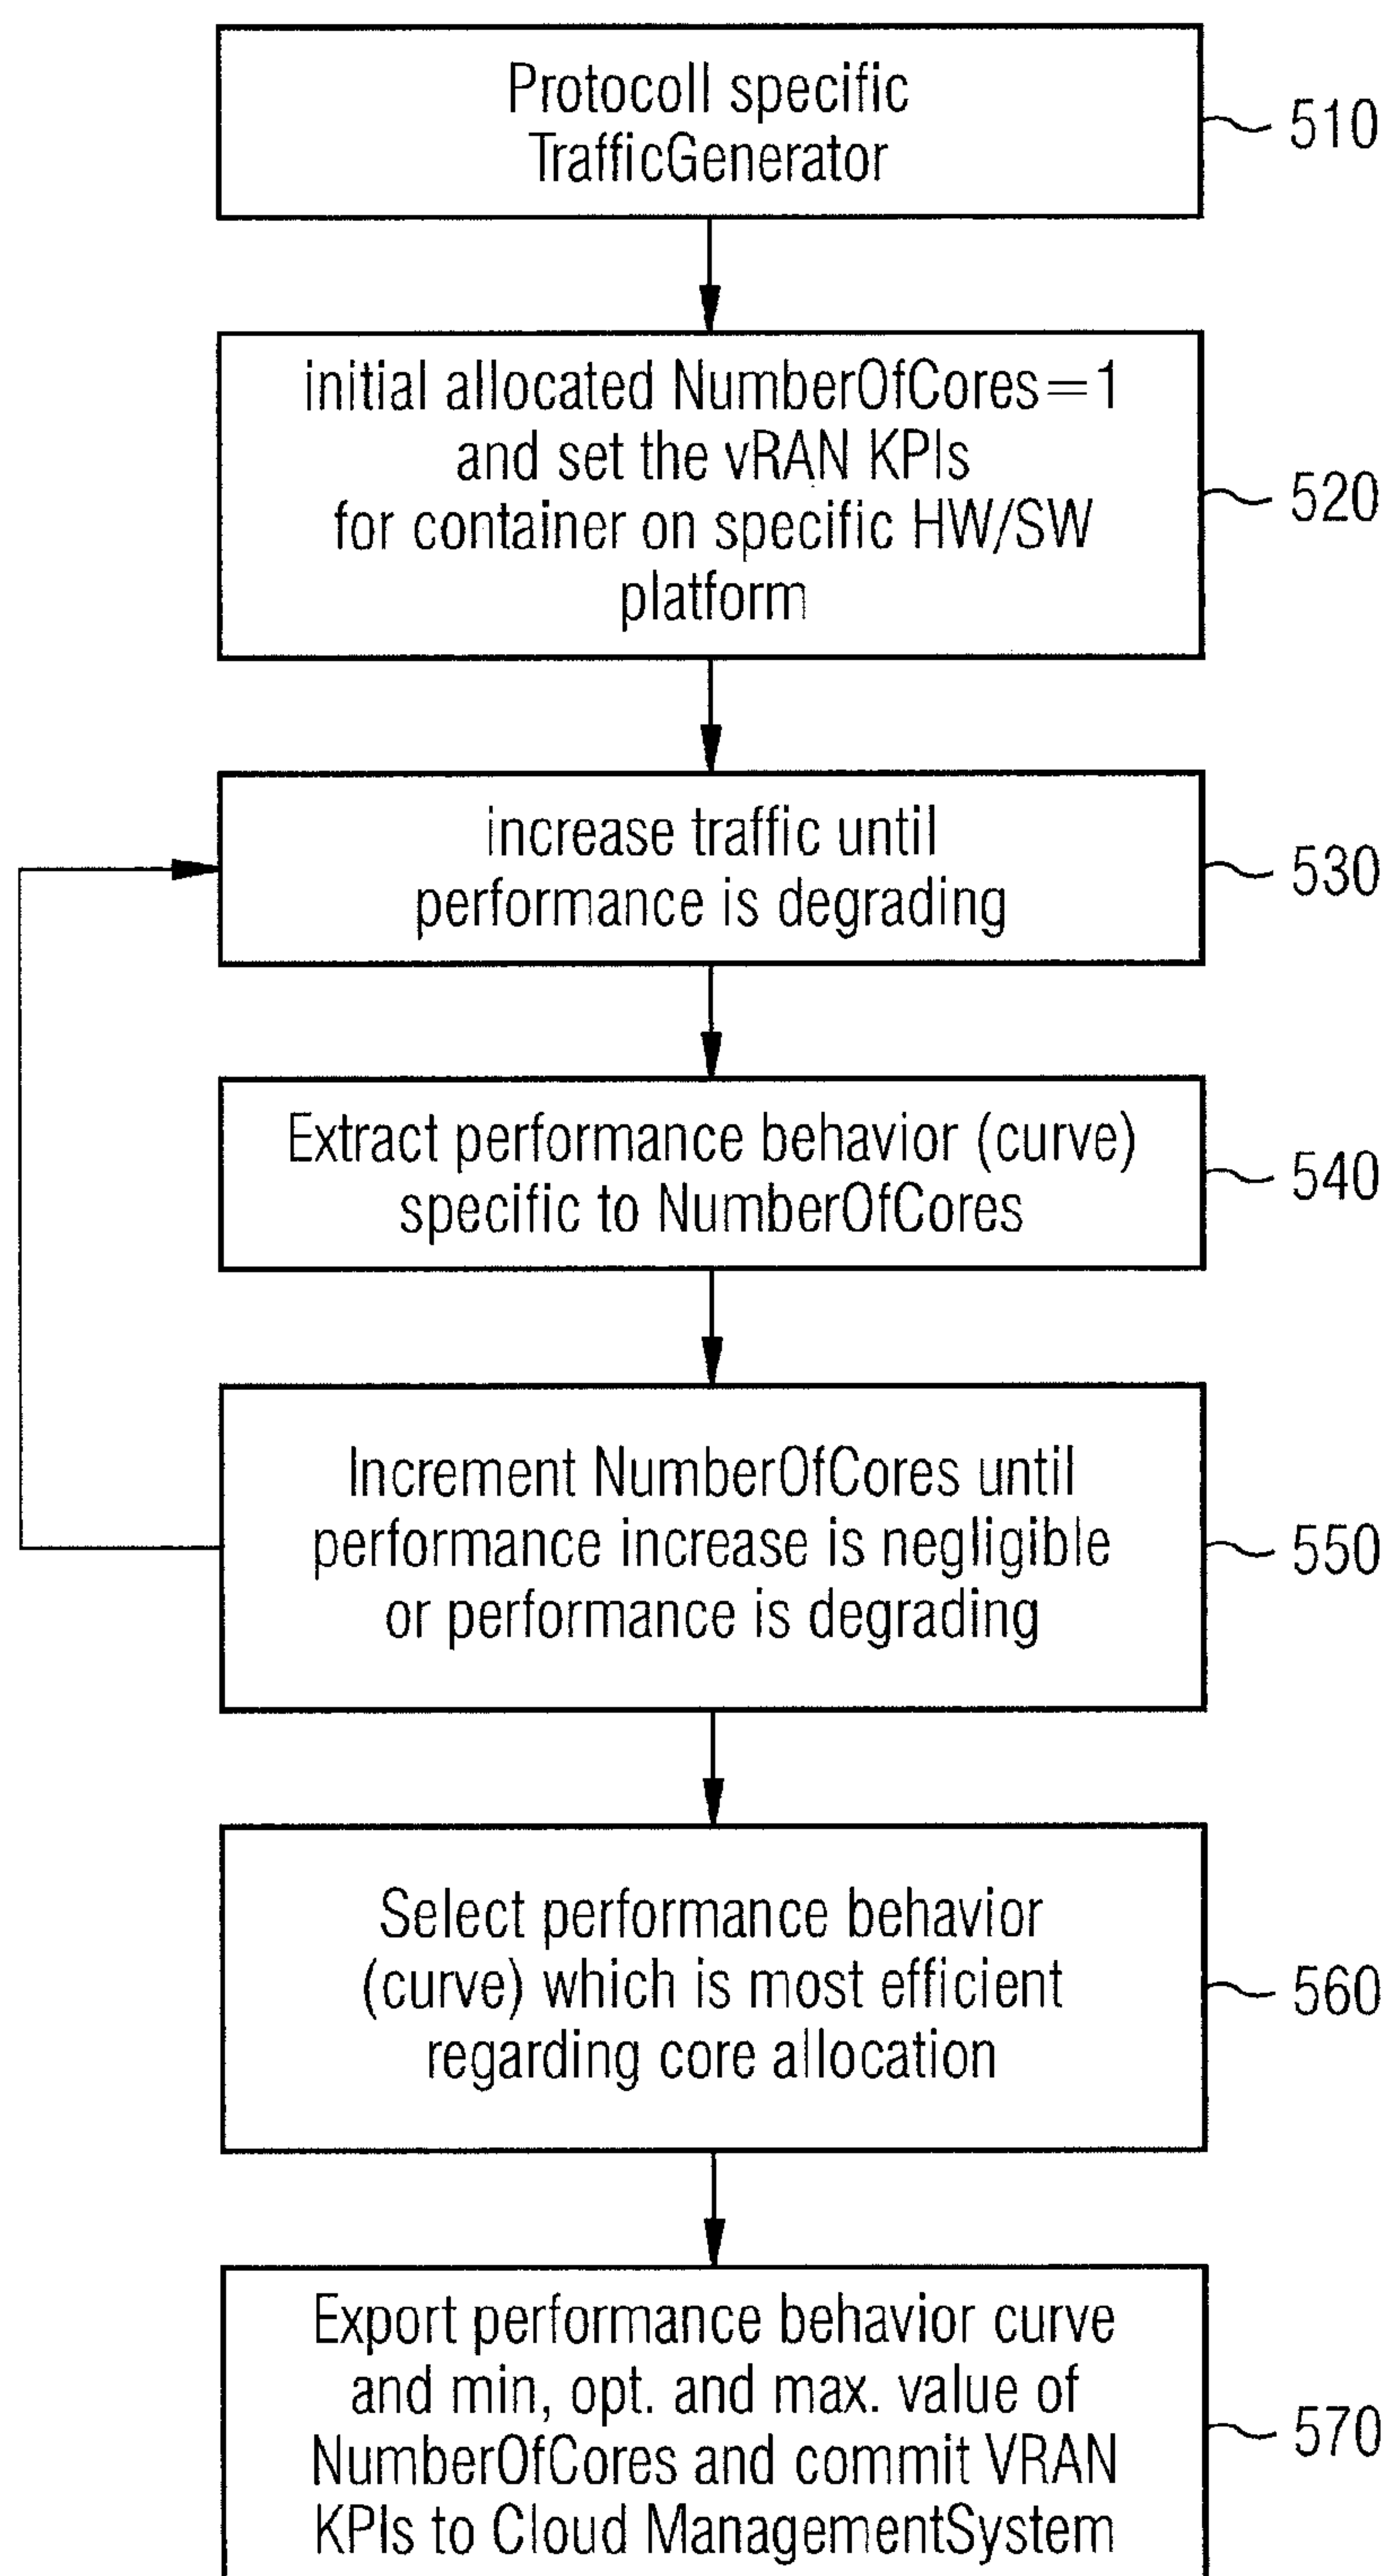 Protocoll specific
TrafficGenerator
510
initial allocated NumberOfCores=1
and set the vRAN KPIs
for container on specific HW/SW
platform
520
increase traffic until
performance is degrading
530
Extract performance behavior (curve)
specific to NumberOfCores
540
Increment NumberOfCores until
performance increase is negligible
or performance is degrading
550
Select performance behavior
(curve) which is most efficient
regarding core allocation
560
Export performance behavior curve
and min, opt. and max. value of
NumberOfCores and commit VRAN
KPIs to Cloud ManagementSystem
570